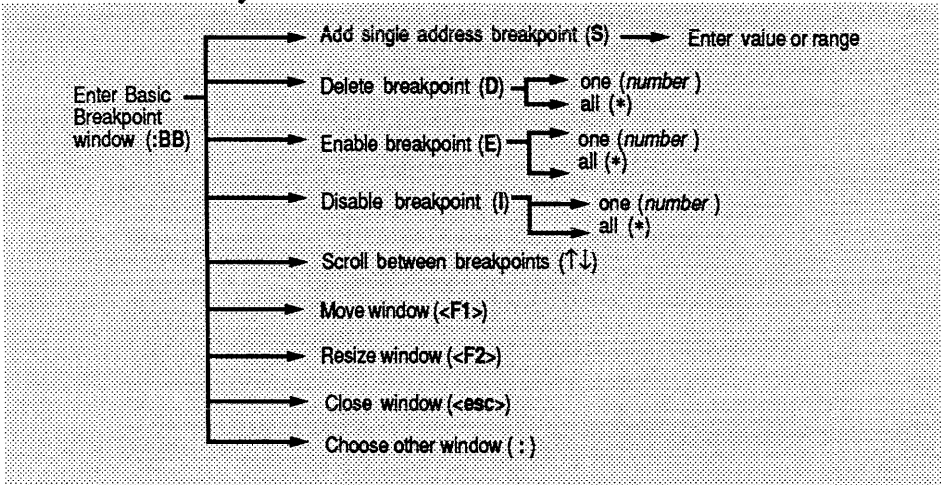 Add single address breakpoint (S) Enter value or range
Delete breakpoint (D) one (number )
all (*)
Enter Basic
Breakpoint
window (:BB)
Enable breakpoint (E) one (number )
all (*)
Disable breakpoint (I) one (number )
all (*)
Scroll between breakpoints (↑↓)
Move window (<F1>)
Resize window (<F2>)
Close window (<esc>)
Choose other window ( : )